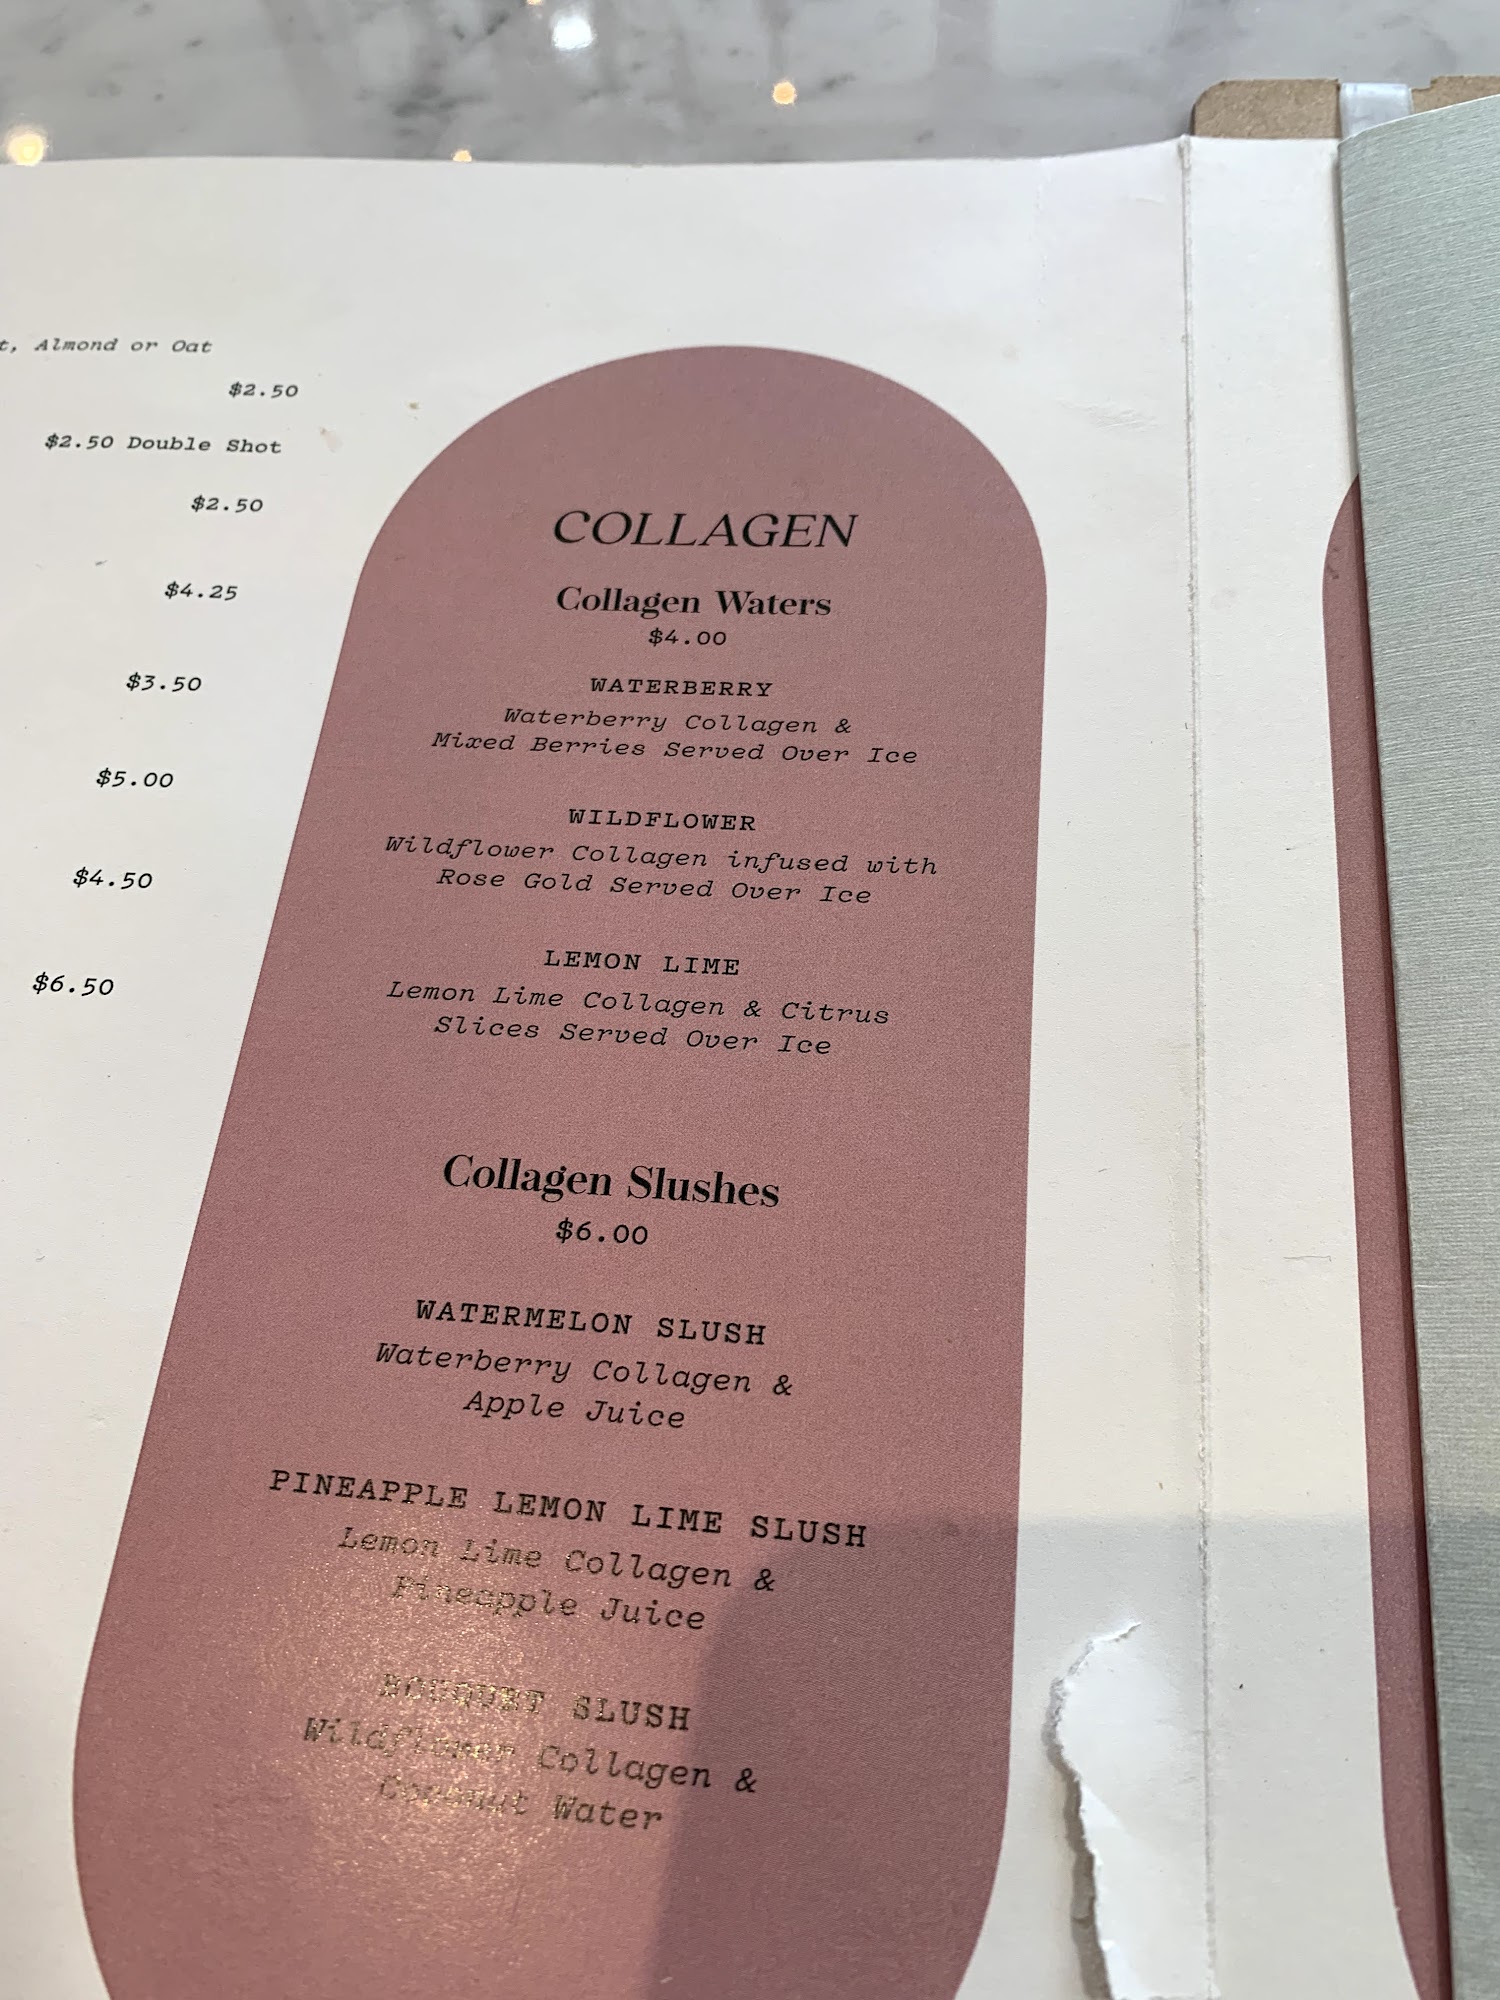 t, Almond or Oat
$2.50
$2.50 Double Shot
$2.50
$4.25
$3.50
$5.00
$4.50
$6.50
COLLAGEN
Collagen Waters
$4.00
WATERBERRY
Waterberry Collagen &
Mixed Berries Served Over Ice
WILDFLOWER
Wildflower Collagen infused with
Rose Gold Served Over Ice
LEMON LIME
Lemon Lime Collagen & Citrus
Slices Served Over Ice
Collagen Slushes
$6.00
WATERMELON SLUSH
Waterberry Collagen &
Apple Juice
PINEAPPLE LEMON LIME SLUSH
Lemon Lime Collagen &
Pineapple Juice
BOUQUET SLUSH
Wildflower Collagen &
Coconut Water